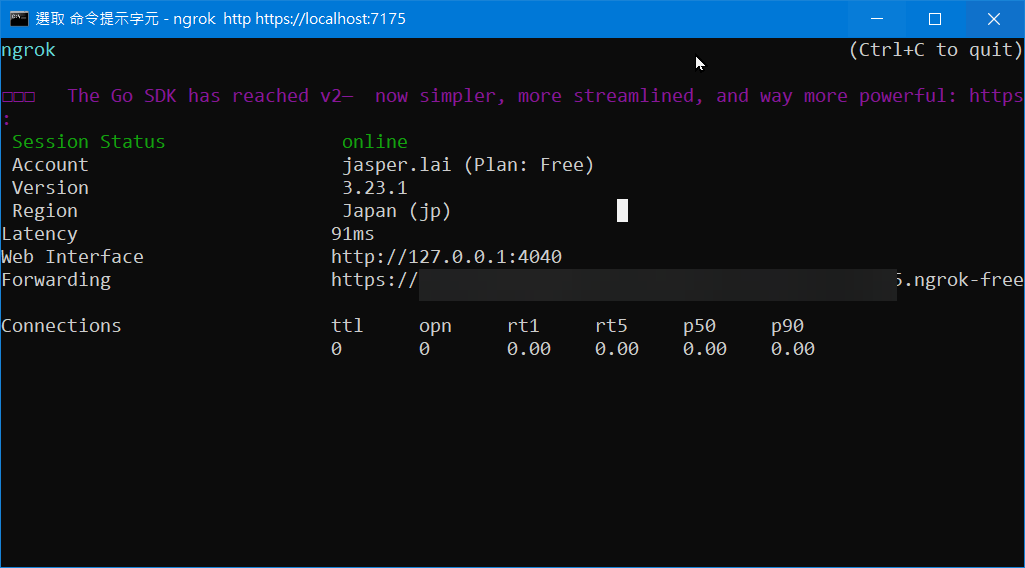 選取 命令提示字元 - ngrok  http https://localhost:7175
ngrok (Ctrl+C to quit)
□□□   The Go SDK has reached v2—  now simpler, more streamlined, and way more powerful: https
:
Session Status online
Account jasper.lai (Plan: Free)
Version 3.23.1
Region Japan (jp)
Latency 91ms
Web Interface http://127.0.0.1:4040
Forwarding https:// 5.ngrok-free
Connections ttl opn rt1 rt5 p50 p90
0 0 0.00 0.00 0.00 0.00